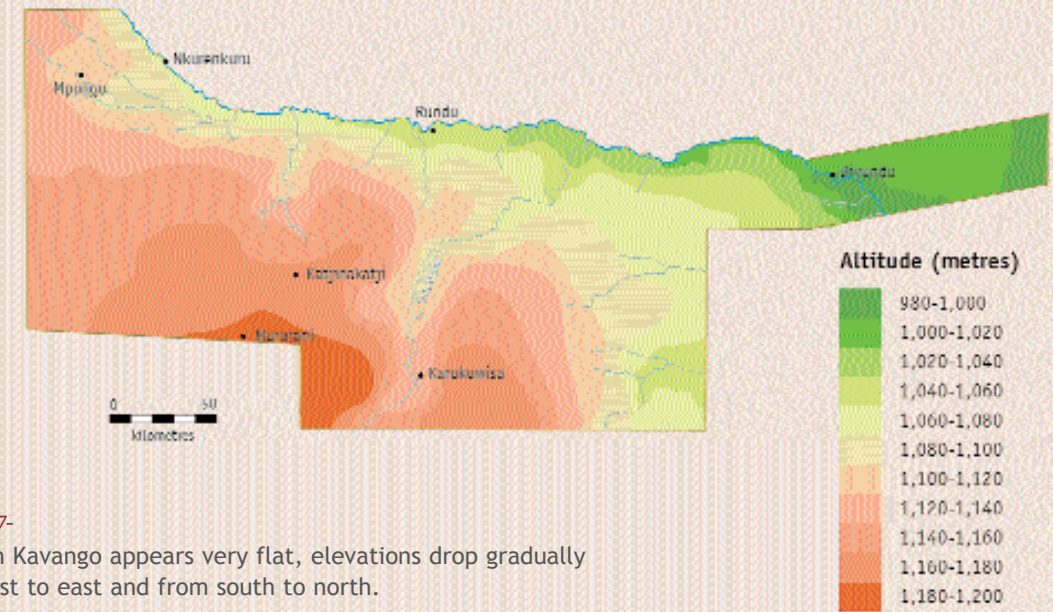 Nkurenkuru
Mpungu
Rundu
Divundu
Katjinakatji
Mururani
Karukuwisa
0 50
kilometres
Altitude (metres)
980-1,000
1,000-1,020
1,020-1,040
1,040-1,060
1,060-1,080
1,080-1,100
1,100-1,120
1,120-1,140
1,140-1,160
1,160-1,180
1,180-1,200
7-
n Kavango appears very flat, elevations drop gradually
st to east and from south to north.